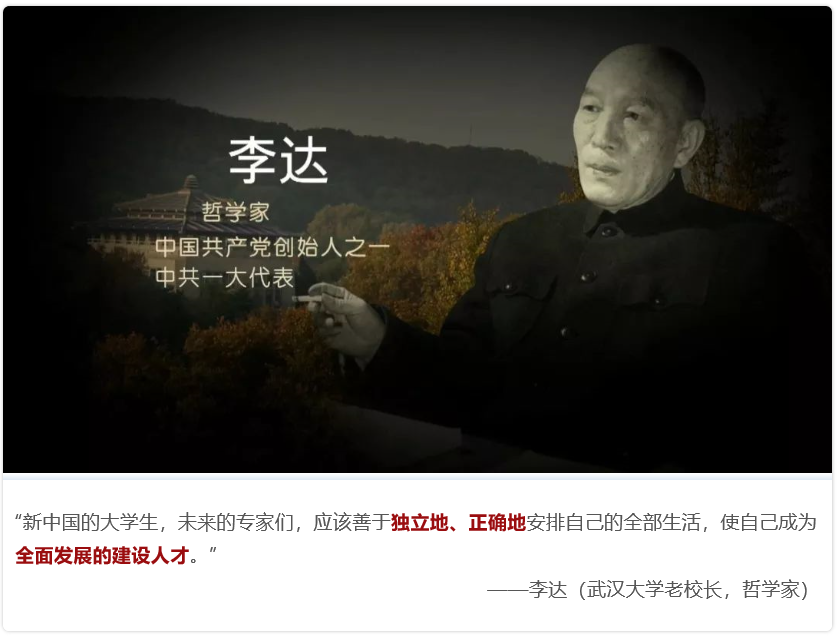 李达
哲学家
中国共产党创始人之一
中共一大代表
“新中国的大学生，未来的专家们，应该善于独立地、正确地安排自己的全部生活，使自己成为
全面发展的建设人才。”
——李达（武汉大学老校长，哲学家）